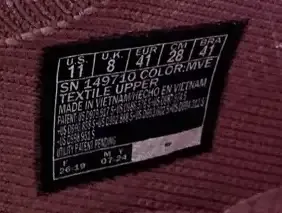 U.S. U.K. EUR CM BRA
11 8 41 28 41
SN 149710 COLOR: MVE
TEXTILE UPPER
MADE IN VIETNAM/HECHO EN VIETNAM
PATENT:
UTILITY PATENT PENDING
F M Y
26-19 07-24